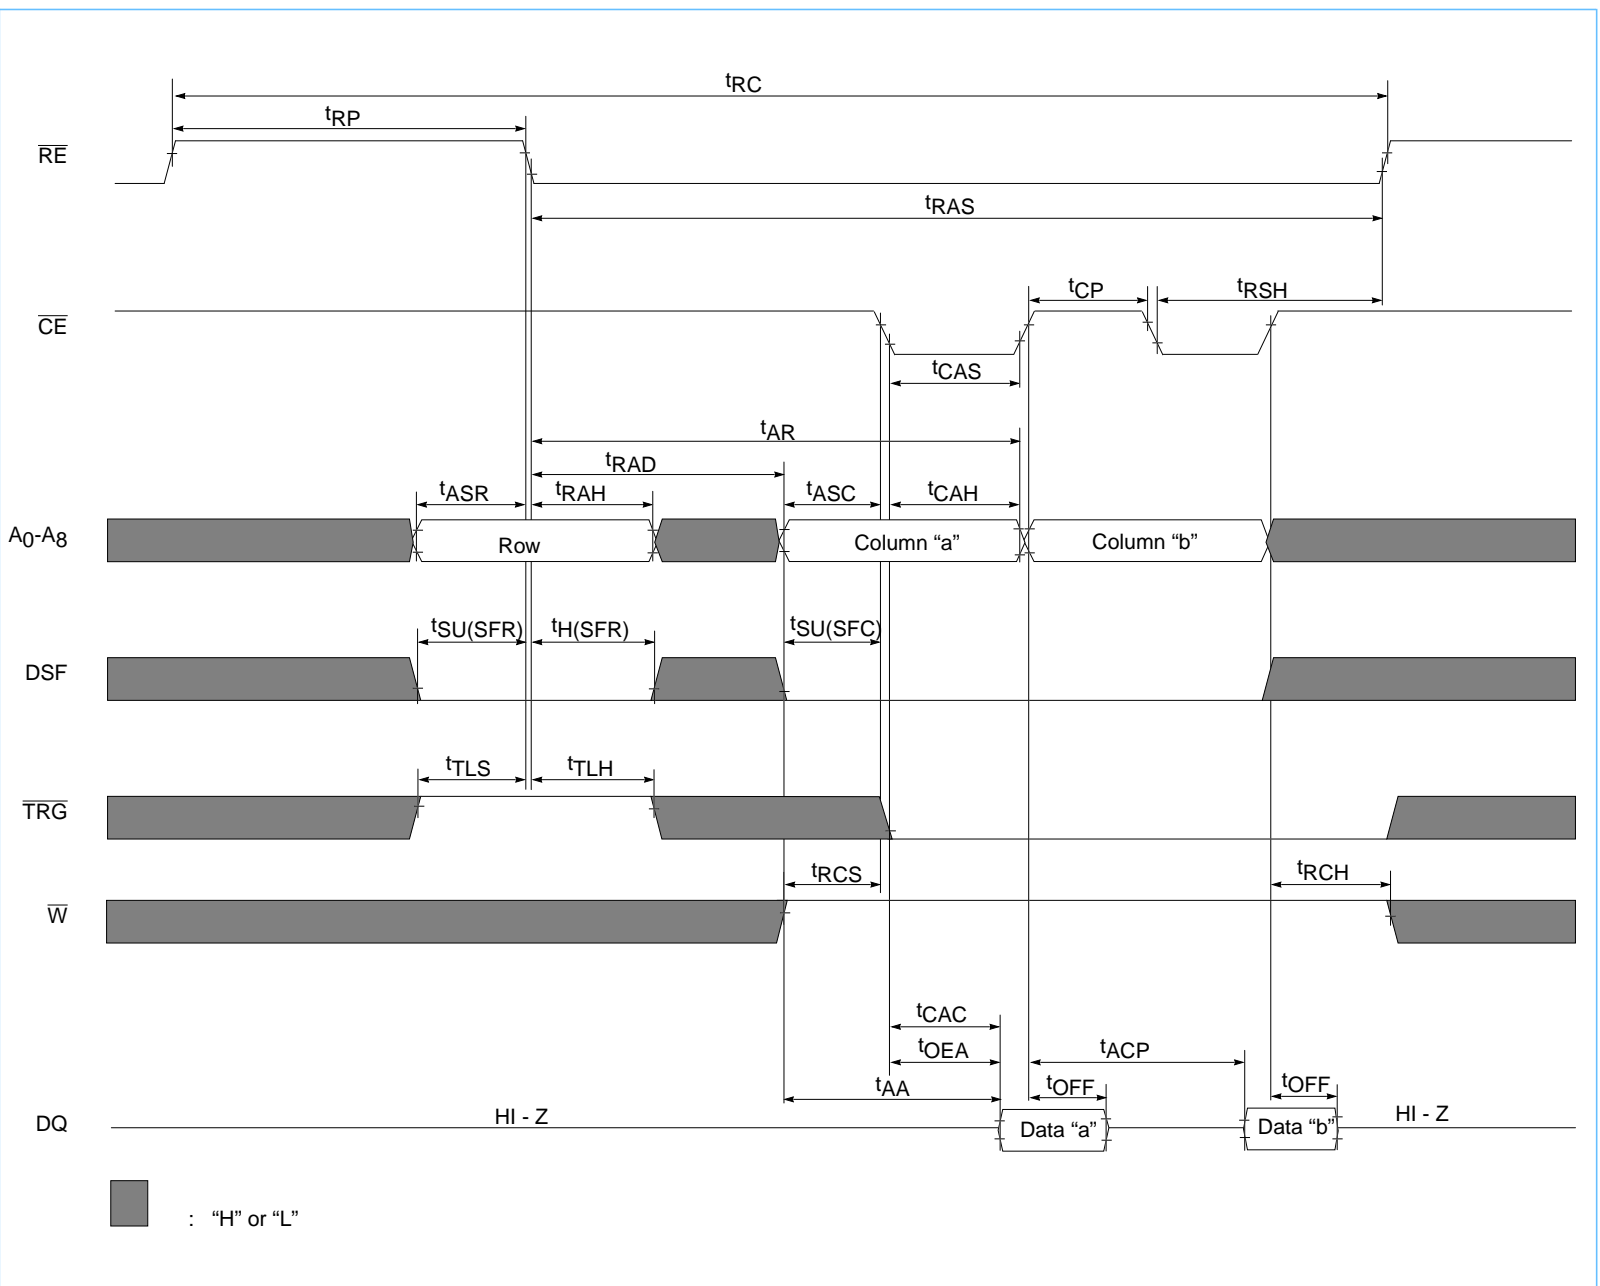 tRC
tRP
RE
tRAS
tCP
tRSH
CE
tCAS
tAR
tRAD
tASR
tRAH
tASC
tCAH
A0-A8
Row
Column “a”
Column “b”
tSU(SFR)
tH(SFR)
tSU(SFC)
DSF
tTLS
tTLH
TRG
tRCS
tRCH
W
tCAC
tOEA
tACP
tAA
tOFF
tOFF
DQ
HI - Z
Data “a”
Data “b”
HI - Z
: “H” or “L”